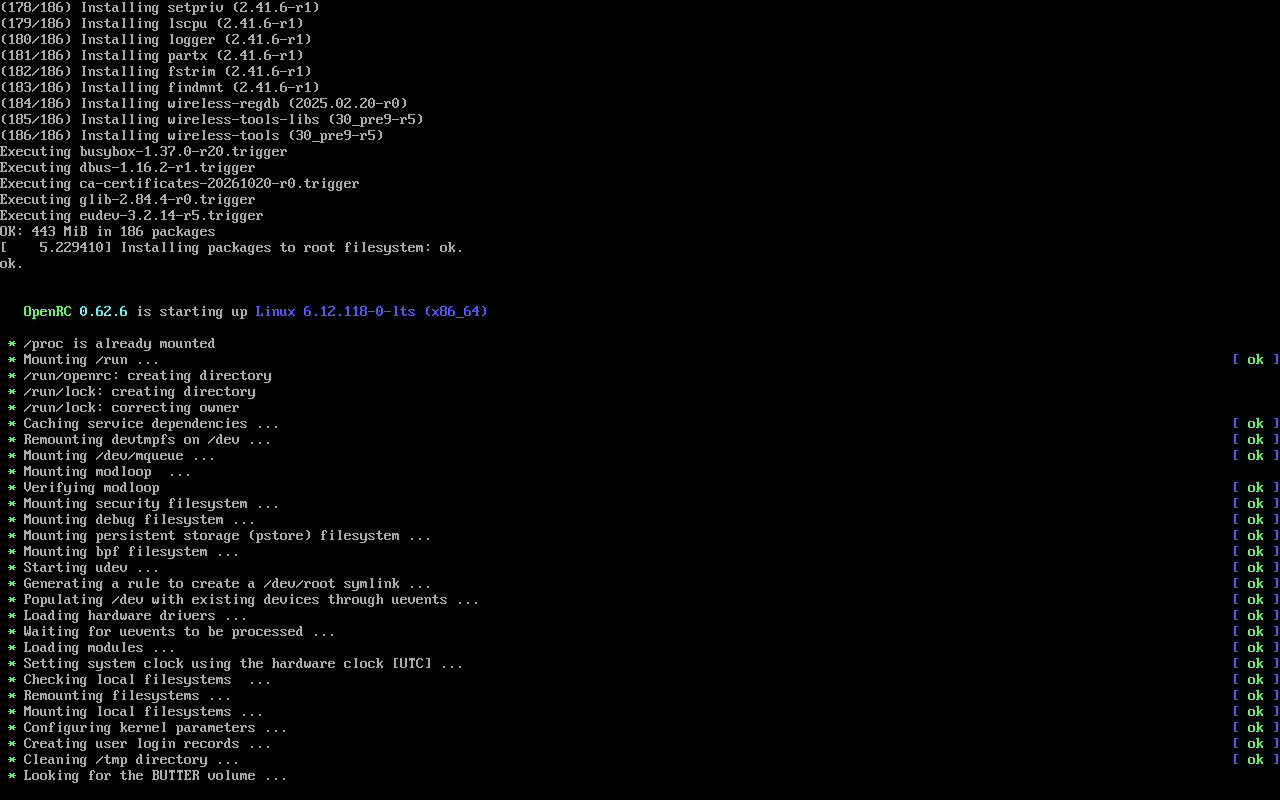 (178/186) Installing setpriv (2.41.6-r1)
(179/186) Installing lscpu (2.41.6-r1)
(180/186) Installing logger (2.41.6-r1)
(181/186) Installing partx (2.41.6-r1)
(182/186) Installing fstrim (2.41.6-r1)
(183/186) Installing findmnt (2.41.6-r1)
(184/186) Installing wireless-regdb (2025.02.20-r0)
(185/186) Installing wireless-tools-libs (30_pre9-r5)
(186/186) Installing wireless-tools (30_pre9-r5)
Executing busybox-1.37.0-r20.trigger
Executing dbus-1.16.2-r1.trigger
Executing ca-certificates-20261020-r0.trigger
Executing glib-2.84.4-r0.trigger
Executing eudev-3.2.14-r5.trigger
OK: 443 MiB in 186 packages
[    5.229410] Installing packages to root filesystem: ok.
ok.
OpenRC 0.62.6 is starting up Linux 6.12.118-0-lts (x86_64)
* /proc is already mounted
* Mounting /run ... [ ok ]
* /run/openrc: creating directory
* /run/lock: creating directory
* /run/lock: correcting owner
* Caching service dependencies ... [ ok ]
* Remounting devtmpfs on /dev ... [ ok ]
* Mounting /dev/mqueue ... [ ok ]
* Mounting modloop  ...
* Verifying modloop [ ok ]
* Mounting security filesystem ... [ ok ]
* Mounting debug filesystem ... [ ok ]
* Mounting persistent storage (pstore) filesystem ... [ ok ]
* Mounting bpf filesystem ... [ ok ]
* Starting udev ... [ ok ]
* Generating a rule to create a /dev/root symlink ... [ ok ]
* Populating /dev with existing devices through uevents ... [ ok ]
* Loading hardware drivers ... [ ok ]
* Waiting for uevents to be processed ... [ ok ]
* Loading modules ... [ ok ]
* Setting system clock using the hardware clock [UTC] ... [ ok ]
* Checking local filesystems  ... [ ok ]
* Remounting filesystems ... [ ok ]
* Mounting local filesystems ... [ ok ]
* Configuring kernel parameters ... [ ok ]
* Creating user login records ... [ ok ]
* Cleaning /tmp directory ... [ ok ]
* Looking for the BUTTER volume ...